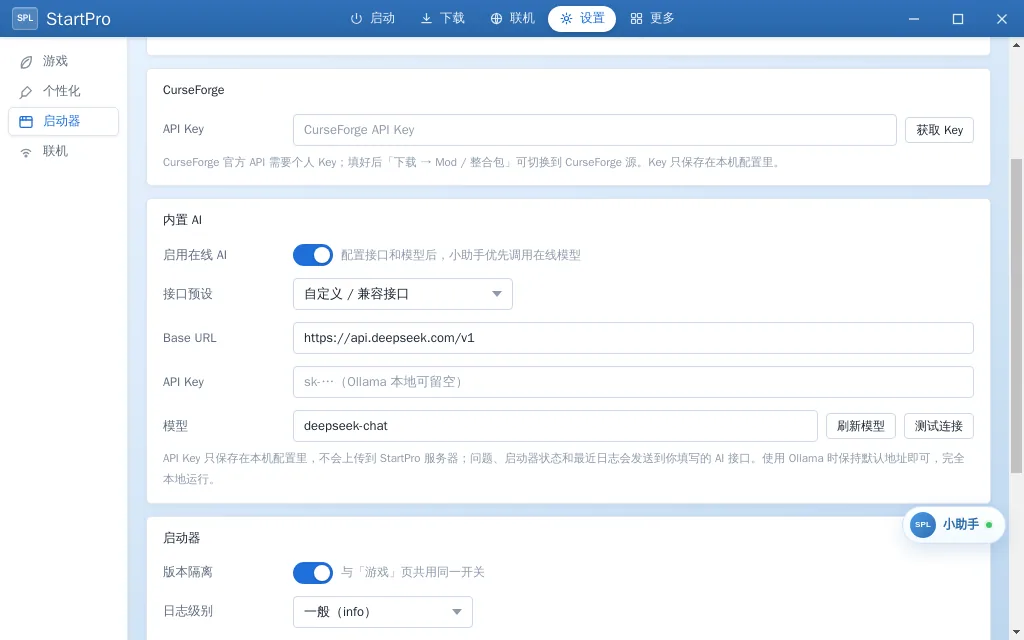 SPL StartPro 启动 下载 联机 设置 更多
游戏
个性化
启动器
联机
CurseForge
API Key CurseForge API Key 获取 Key
CurseForge 官方 API 需要个人 Key；填好后「下载 → Mod / 整合包」可切换到 CurseForge 源。Key 只保存在本机配置里。
内置 AI
启用在线 AI 配置接口和模型后，小助手优先调用在线模型
接口预设 自定义 / 兼容接口
Base URL https://api.deepseek.com/v1
API Key sk-…（Ollama 本地可留空）
模型 deepseek-chat 刷新模型 测试连接
API Key 只保存在本机配置里，不会上传到 StartPro 服务器；问题、启动器状态和最近日志会发送到你填写的 AI 接口。使用 Ollama 时保持默认地址即可，完全
本地运行。
SPL 小助手
启动器
版本隔离 与「游戏」页共用同一开关
日志级别 一般（info）